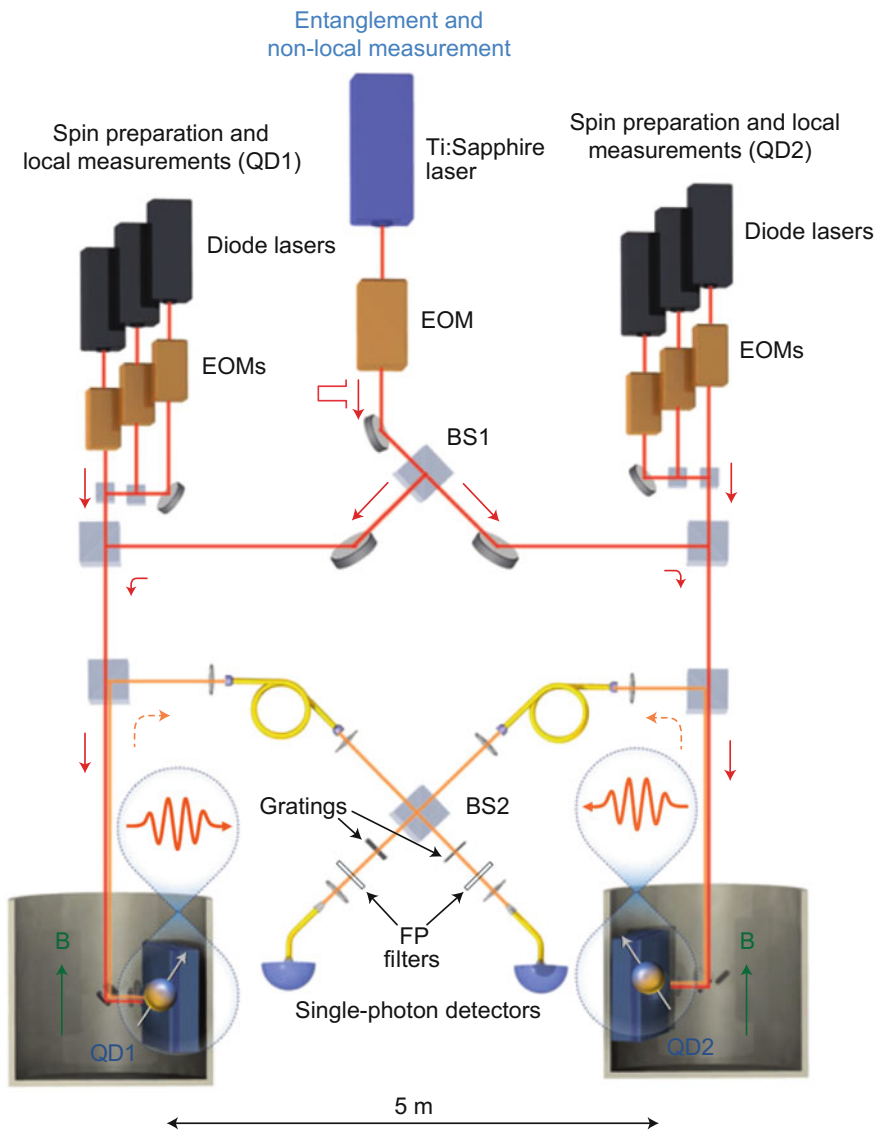 Entanglement and
non-local measurement
Spin preparation and
local measurements (QD1)
Ti:Sapphire
laser
Spin preparation and local
measurements (QD2)
Diode lasers
Diode lasers
EOM
EOMs
EOMs
BS1
Gratings
BS2
FP
filters
B
B
Single-photon detectors
QD1
QD2
5 m